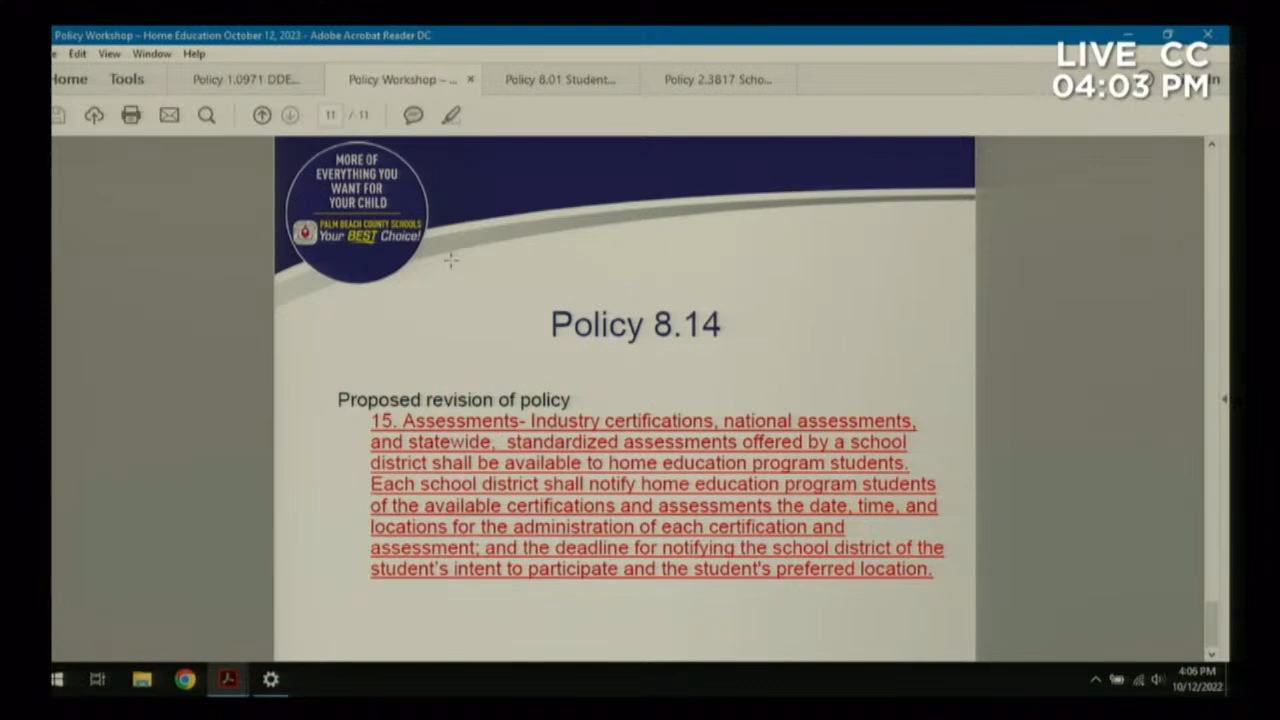 Policy Workshop – Home Education October 12, 2023 - Adobe Acrobat Reader DC
Edit View Window Help
LIVE CC
04:03 PM
Home Tools Policy 1.0971 DDE... Policy Workshop – ... × Policy 8.01 Student... Policy 2.3817 Scho... In
11 / 11
MORE OF
EVERYTHING YOU
WANT FOR
YOUR CHILD
PALM BEACH COUNTY SCHOOLS
Your BEST Choice!
Policy 8.14
Proposed revision of policy
15. Assessments- Industry certifications, national assessments,
and statewide, standardized assessments offered by a school
district shall be available to home education program students.
Each school district shall notify home education program students
of the available certifications and assessments the date, time, and
locations for the administration of each certification and
assessment; and the deadline for notifying the school district of the
student's intent to participate and the student's preferred location.
4:06 PM
10/12/2022